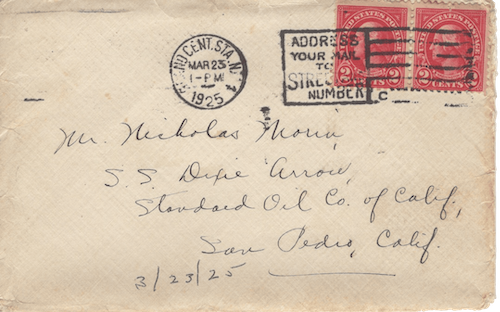 GRAND CENT. STA. N.Y.
MAR 23
1-PM
1925
ADDRESS
YOUR MAIL
TO
STREET
NUMBER
UNITED STATES POSTAGE
UNITED STATES POSTAGE
2 CENTS 2
2 CENTS 2
Mr. Nicholas Morin,
S.S. Dixie Arrow,
Standard Oil Co. of Calif.,
San Pedro, Calif.
3/23/25